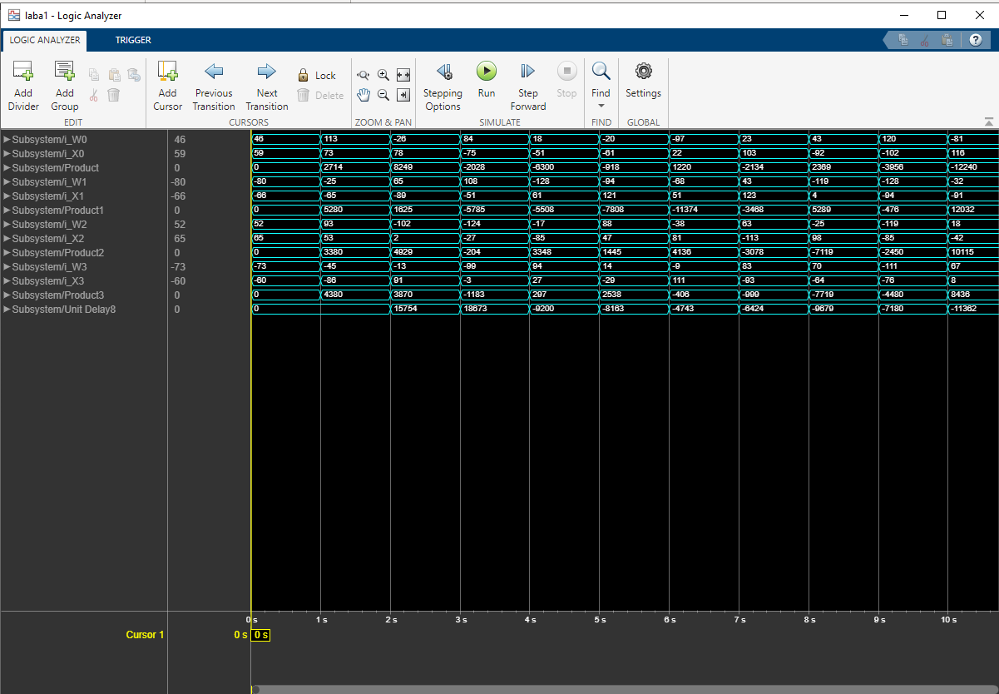 laba1 - Logic Analyzer
LOGIC ANALYZER TRIGGER
Add Divider
Add Group
EDIT
Add Cursor
Previous Transition
Next Transition
Lock
Delete
CURSORS
ZOOM & PAN
Stepping Options
Run
Step Forward
Stop
SIMULATE
Find
FIND
Settings
GLOBAL
Subsystem/i_W0 46 46 113 -26 84 18 -20 -97 23 43 120 -81
Subsystem/i_X0 59 59 73 78 -75 -51 -61 22 103 -92 -102 116
Subsystem/Product 0 0 2714 8249 -2028 -6300 -918 1220 -2134 2369 -3956 -12240
Subsystem/i_W1 -80 -80 -25 65 108 -128 -94 -68 43 -119 -128 -32
Subsystem/i_X1 -66 -66 -65 -89 -51 61 121 51 123 4 -94 -91
Subsystem/Product1 0 0 5280 1625 -5785 -5508 -7808 -11374 -3468 5289 -476 12032
Subsystem/i_W2 52 52 93 -102 -124 -17 88 -38 63 -25 -119 18
Subsystem/i_X2 65 65 53 2 -27 -85 47 81 -113 98 -85 -42
Subsystem/Product2 0 0 3380 4929 -204 3348 1445 4136 -3078 -7119 -2450 10115
Subsystem/i_W3 -73 -73 -45 -13 -99 94 14 -9 83 70 -111 67
Subsystem/i_X3 -60 -60 -86 91 -3 27 -29 111 -93 -64 -76 8
Subsystem/Product3 0 0 4380 3870 -1183 297 2538 -406 -999 -7719 -4480 8436
Subsystem/Unit Delay8 0 0 15754 18673 -9200 -8163 -4743 -6424 -9679 -7180 -11362
0 s 1 s 2 s 3 s 4 s 5 s 6 s 7 s 8 s 9 s 10 s
Cursor 1 0 s 0 s